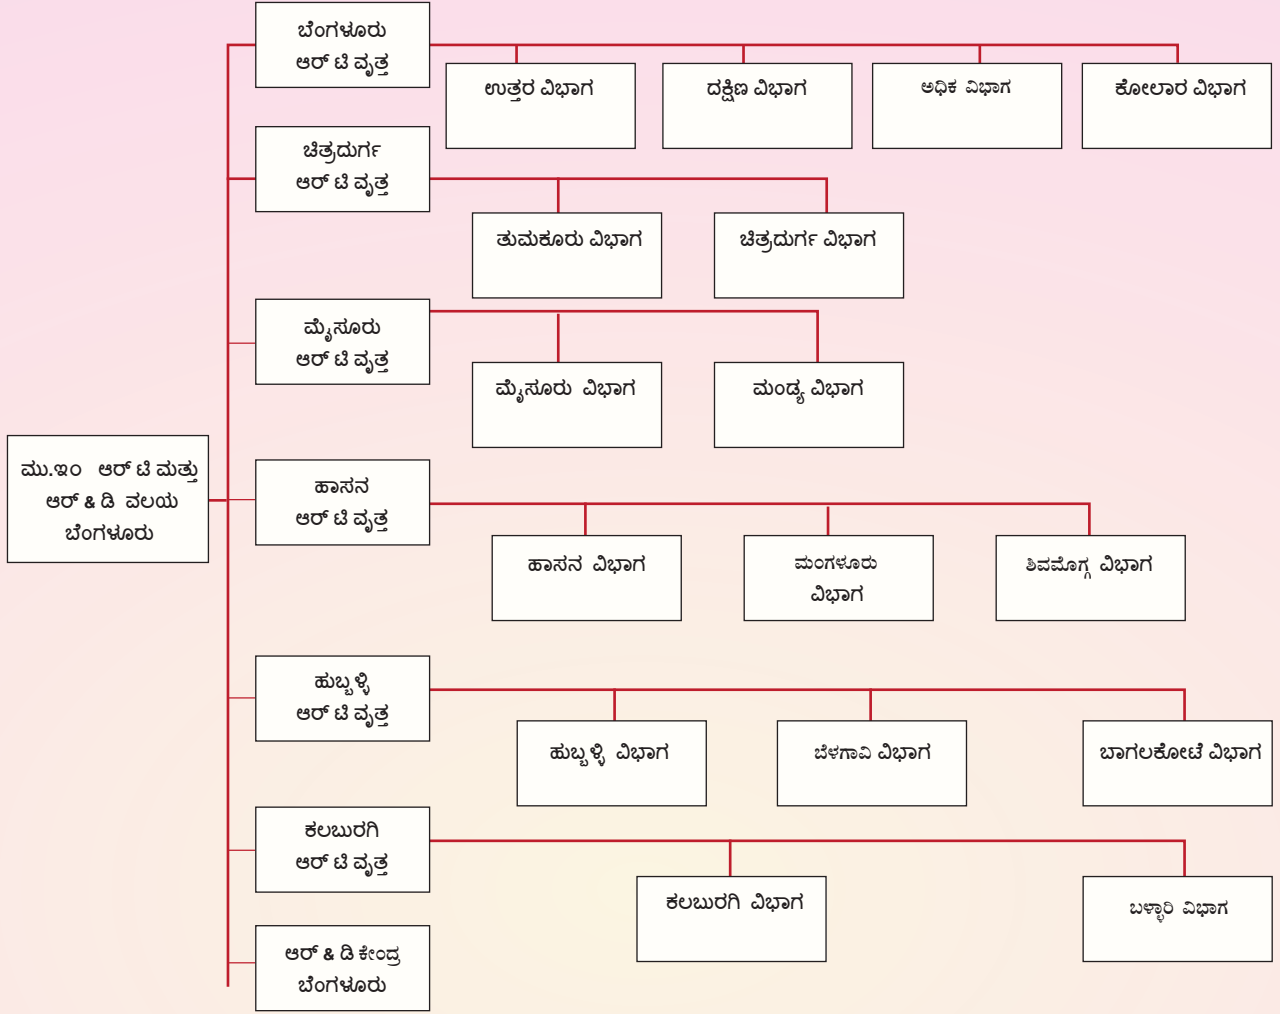 ಬೆಂಗಳೂರು
ಆರ್ ಟಿ ವೃತ್ತ
ಉತ್ತರ ವಿಭಾಗ
ದಕ್ಷಿಣ ವಿಭಾಗ
ಅಧಿಕ ವಿಭಾಗ
ಕೋಲಾರ ವಿಭಾಗ
ಚಿತ್ರದುರ್ಗ
ಆರ್ ಟಿ ವೃತ್ತ
ತುಮಕೂರು ವಿಭಾಗ
ಚಿತ್ರದುರ್ಗ ವಿಭಾಗ
ಮೈಸೂರು
ಆರ್ ಟಿ ವೃತ್ತ
ಮೈಸೂರು ವಿಭಾಗ
ಮಂಡ್ಯ ವಿಭಾಗ
ಮು.ಇಂ ಆರ್ ಟಿ ಮತ್ತು
ಆರ್ & ಡಿ ವಲಯ
ಬೆಂಗಳೂರು
ಹಾಸನ
ಆರ್ ಟಿ ವೃತ್ತ
ಹಾಸನ ವಿಭಾಗ
ಮಂಗಳೂರು
ವಿಭಾಗ
ಶಿವಮೊಗ್ಗ ವಿಭಾಗ
ಹುಬ್ಬಳ್ಳಿ
ಆರ್ ಟಿ ವೃತ್ತ
ಹುಬ್ಬಳ್ಳಿ ವಿಭಾಗ
ಬೆಳಗಾವಿ ವಿಭಾಗ
ಬಾಗಲಕೋಟೆ ವಿಭಾಗ
ಕಲಬುರಗಿ
ಆರ್ ಟಿ ವೃತ್ತ
ಕಲಬುರಗಿ ವಿಭಾಗ
ಬಳ್ಳಾರಿ ವಿಭಾಗ
ಆರ್ & ಡಿ ಕೇಂದ್ರ
ಬೆಂಗಳೂರು